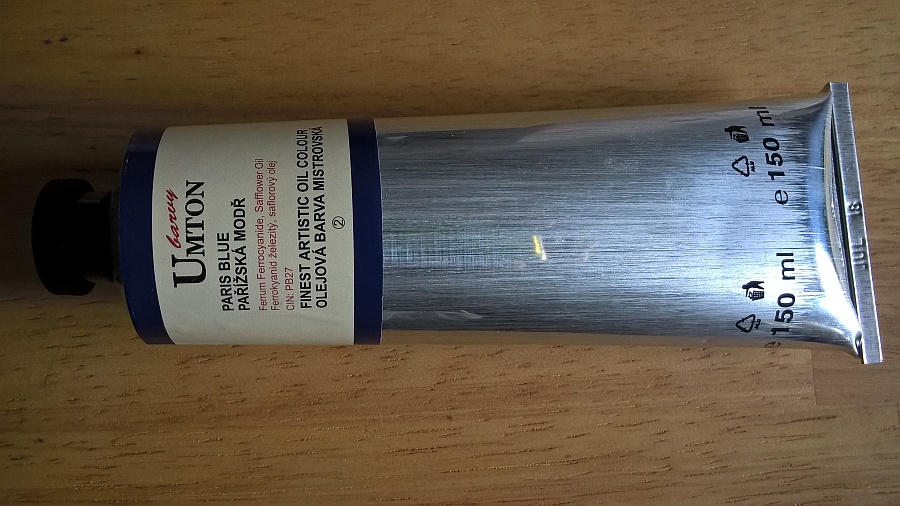 barvy
UMTON
PARIS BLUE
PAŘÍŽSKÁ MODŘ
Ferrum Ferrocyanide, Safflower Oil
Ferrokyanid železitý, saflorový olej
CIN: PB27
FINEST ARTISTIC OIL COLOUR
OLEJOVÁ BARVA MISTROVSKÁ
②
e 150 ml
e 150 ml